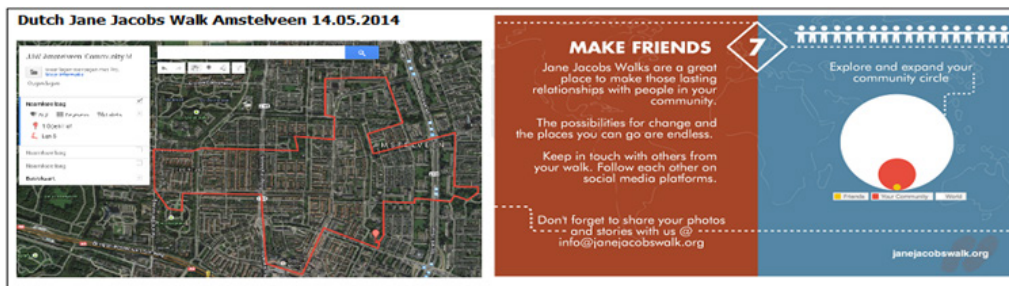 Dutch Jane Jacobs Walk Amstelveen 14.05.2014
JJW Amstelveen Community
AMSTELVEEN
MAKE FRIENDS
7
Jane Jacobs Walks are a great
place to make those lasting
relationships with people in your
community.
The possibilities for change and
the places you can go are endless.
Keep in touch with others from
your walk. Follow each other on
social media platforms.
Don't forget to share your photos
and stories with us @
info@janejacobswalk.org
Explore and expand your
community circle
Friends
Your Community
World
janejacobswalk.org